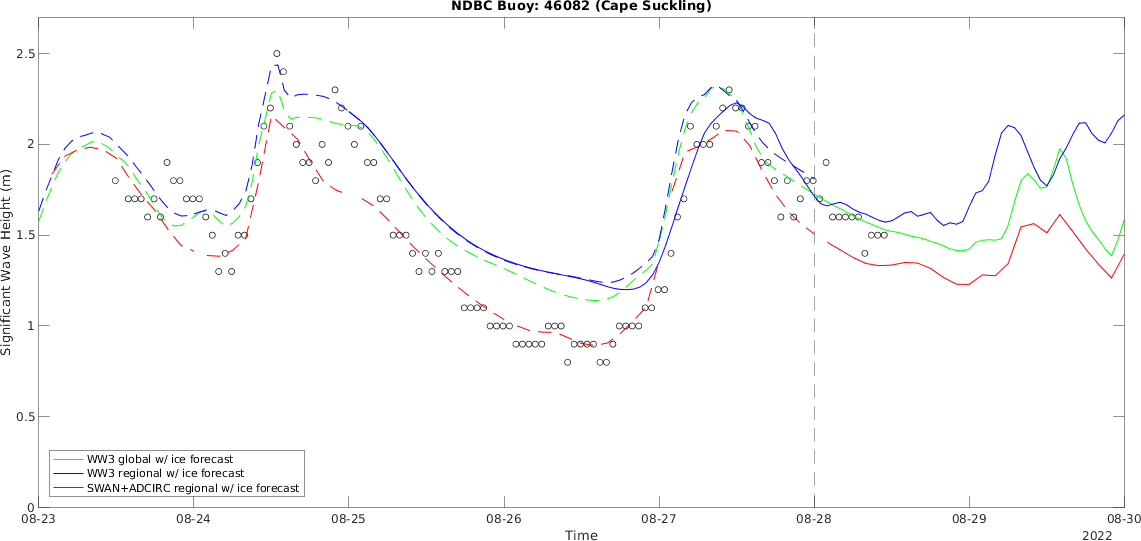 NDBC Buoy: 46082 (Cape Suckling)
Significant Wave Height (m)
2.5
2
1.5
1
0.5
0
WW3 global w/ ice forecast
WW3 regional w/ ice forecast
SWAN+ADCIRC regional w/ ice forecast
08-23 08-24 08-25 08-26 08-27 08-28 08-29 08-30
Time
2022